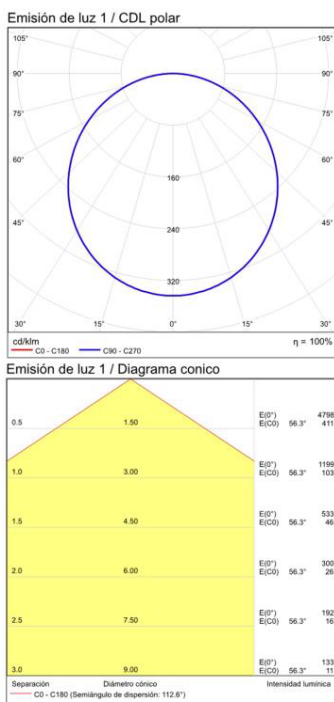 Emisión de luz 1 / CDL polar
105° 105°
90° 90°
75° 75°
160
60° 60°
240
45° 45°
320
30° 15° 0° 15° 30°
cd/klm η = 100%
C0 - C180 C90 - C270
Emisión de luz 1 / Diagrama conico
0.5 1.50 E(0°) 4798
E(C0) 56.3° 411
1.0 3.00 E(0°) 1199
E(C0) 56.3° 103
1.5 4.50 E(0°) 533
E(C0) 56.3° 46
2.0 6.00 E(0°) 300
E(C0) 56.3° 26
2.5 7.50 E(0°) 192
E(C0) 56.3° 16
3.0 9.00 E(0°) 133
E(C0) 56.3° 11
Separación Diámetro cónico Intensidad lumínica
C0 - C180 (Semiángulo de dispersión: 112.6°)